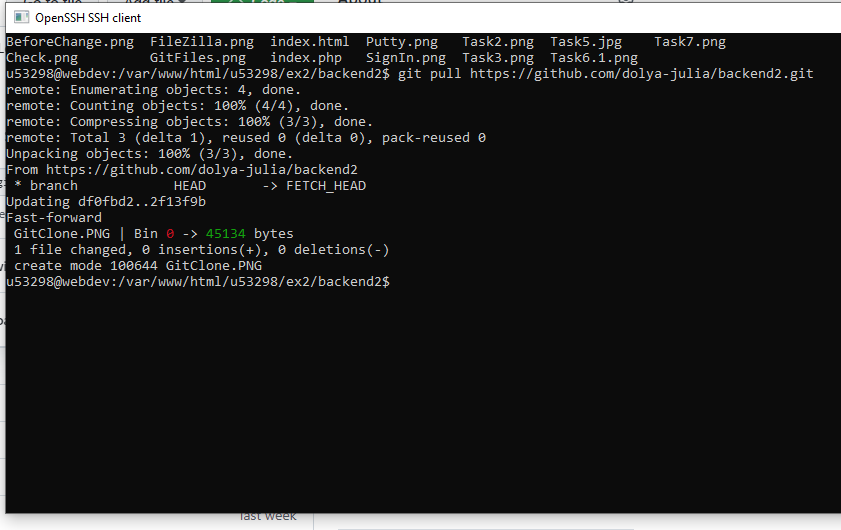 OpenSSH SSH client
BeforeChange.png  FileZilla.png  index.html  Putty.png  Task2.png  Task5.jpg    Task7.png
Check.png         GitFiles.png   index.php   SignIn.png  Task3.png  Task6.1.png
u53298@webdev:/var/www/html/u53298/ex2/backend2$ git pull https://github.com/dolya-julia/backend2.git
remote: Enumerating objects: 4, done.
remote: Counting objects: 100% (4/4), done.
remote: Compressing objects: 100% (3/3), done.
remote: Total 3 (delta 1), reused 0 (delta 0), pack-reused 0
Unpacking objects: 100% (3/3), done.
From https://github.com/dolya-julia/backend2
 * branch            HEAD       -> FETCH_HEAD
Updating df0fbd2..2f13f9b
Fast-forward
 GitClone.PNG | Bin 0 -> 45134 bytes
 1 file changed, 0 insertions(+), 0 deletions(-)
 create mode 100644 GitClone.PNG
u53298@webdev:/var/www/html/u53298/ex2/backend2$
last week